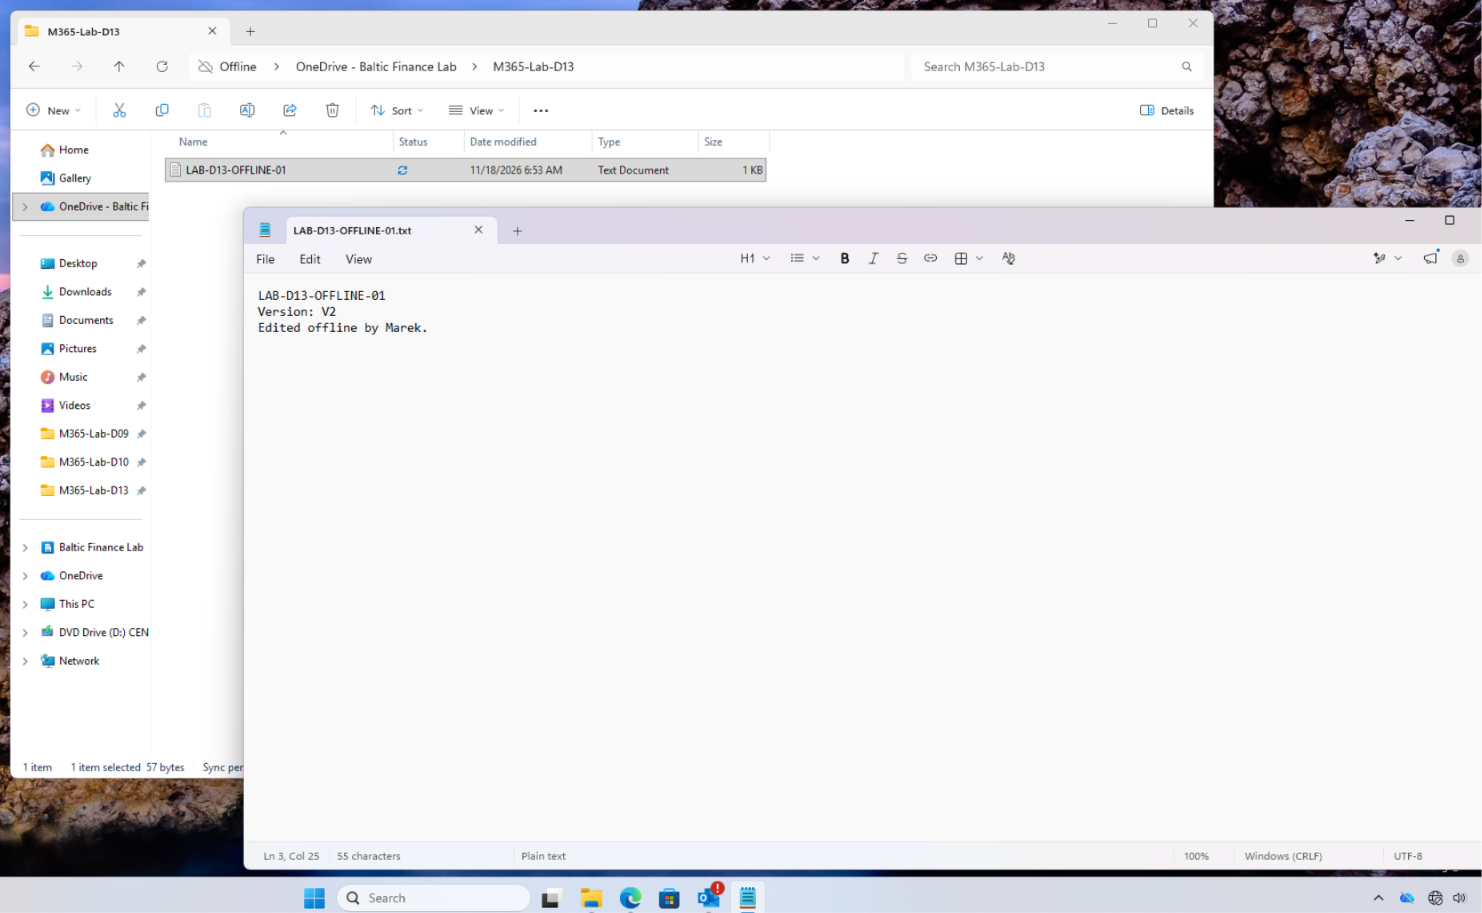 M365-Lab-D13
Offline > OneDrive - Baltic Finance Lab > M365-Lab-D13
Search M365-Lab-D13
New
Sort
View
Details
Name Status Date modified Type Size
LAB-D13-OFFLINE-01 11/18/2026 6:53 AM Text Document 1 KB
Home
Gallery
OneDrive - Baltic Fi
Desktop
Downloads
Documents
Pictures
Music
Videos
M365-Lab-D09
M365-Lab-D10
M365-Lab-D13
Baltic Finance Lab
OneDrive
This PC
DVD Drive (D:) CEN
Network
1 item 1 item selected 57 bytes Sync per
LAB-D13-OFFLINE-01.txt
File Edit View
H1 B I S
LAB-D13-OFFLINE-01
Version: V2
Edited offline by Marek.
Ln 3, Col 25 55 characters Plain text 100% Windows (CRLF) UTF-8
Search